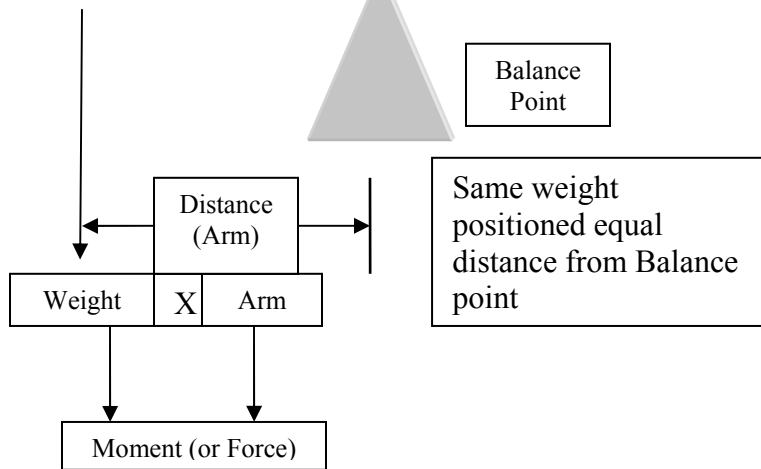 Balance
Point
Distance
(Arm)
Same weight
positioned equal
distance from Balance
point
Weight X Arm
Moment (or Force)